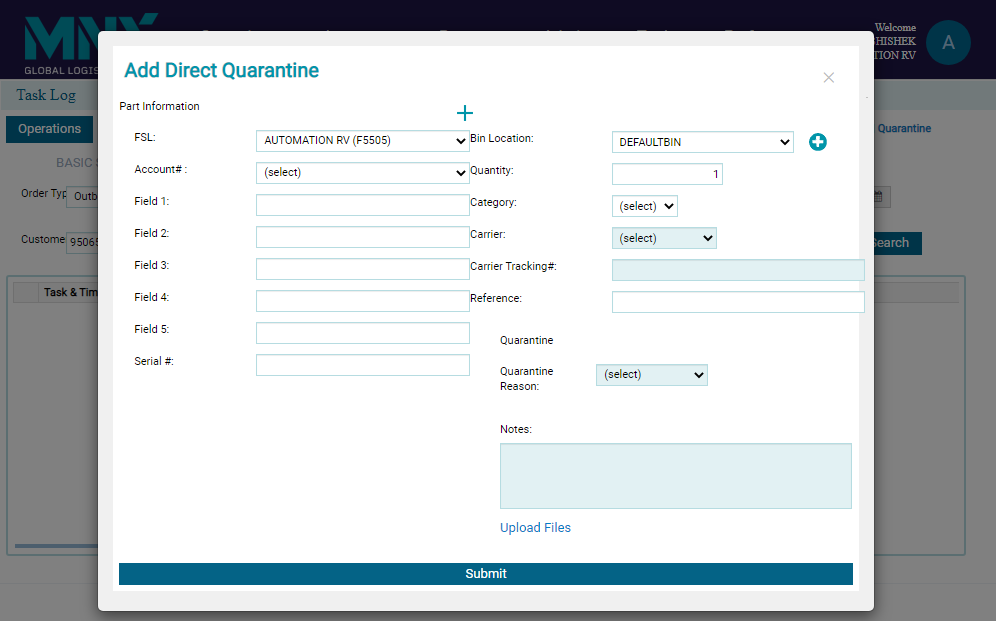 MNX
GLOBAL LOGIS
Welcome
HISHEK
TION RV
A
Task Log
Operations
Quarantine
BASIC
Order Typ
Outb
Custome
9506
Search
Task & Tim
Add Direct Quarantine
×
Part Information
FSL:
AUTOMATION RV (F5505)
Bin Location:
DEFAULTBIN
Account# :
(select)
Quantity:
1
Field 1:
Category:
(select)
Field 2:
Carrier:
(select)
Field 3:
Carrier Tracking#:
Field 4:
Reference:
Field 5:
Quarantine
Serial #:
Quarantine
Reason:
(select)
Notes:
Upload Files
Submit